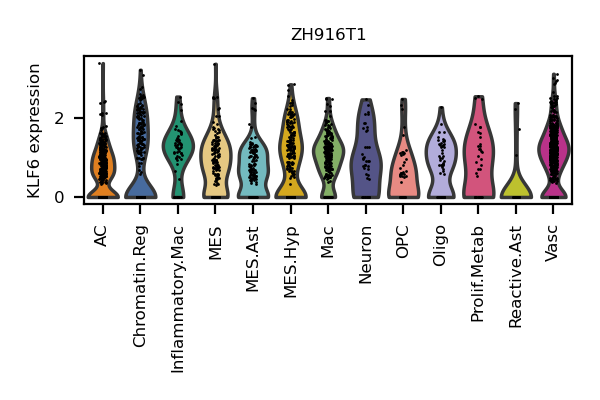 ZH916T1
KLF6 expression
2
0
AC
Chromatin.Reg
Inflammatory.Mac
MES
MES.Ast
MES.Hyp
Mac
Neuron
OPC
Oligo
Prolif.Metab
Reactive.Ast
Vasc